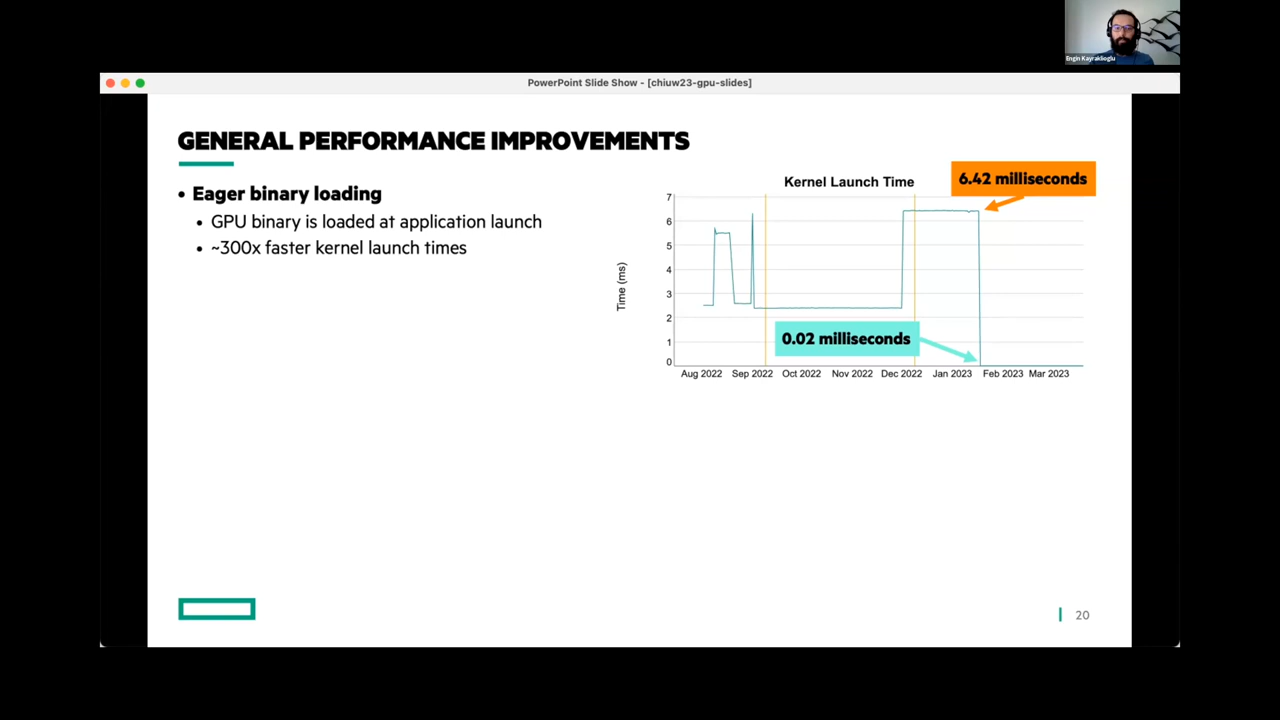 Engin Kayraklioglu
PowerPoint Slide Show - [chiuw23-gpu-slides]
GENERAL PERFORMANCE IMPROVEMENTS
• Eager binary loading
• GPU binary is loaded at application launch
• ~300x faster kernel launch times
Kernel Launch Time
6.42 milliseconds
Time (ms)
7
6
5
4
3
2
1
0
0.02 milliseconds
Aug 2022 Sep 2022 Oct 2022 Nov 2022 Dec 2022 Jan 2023 Feb 2023 Mar 2023
20